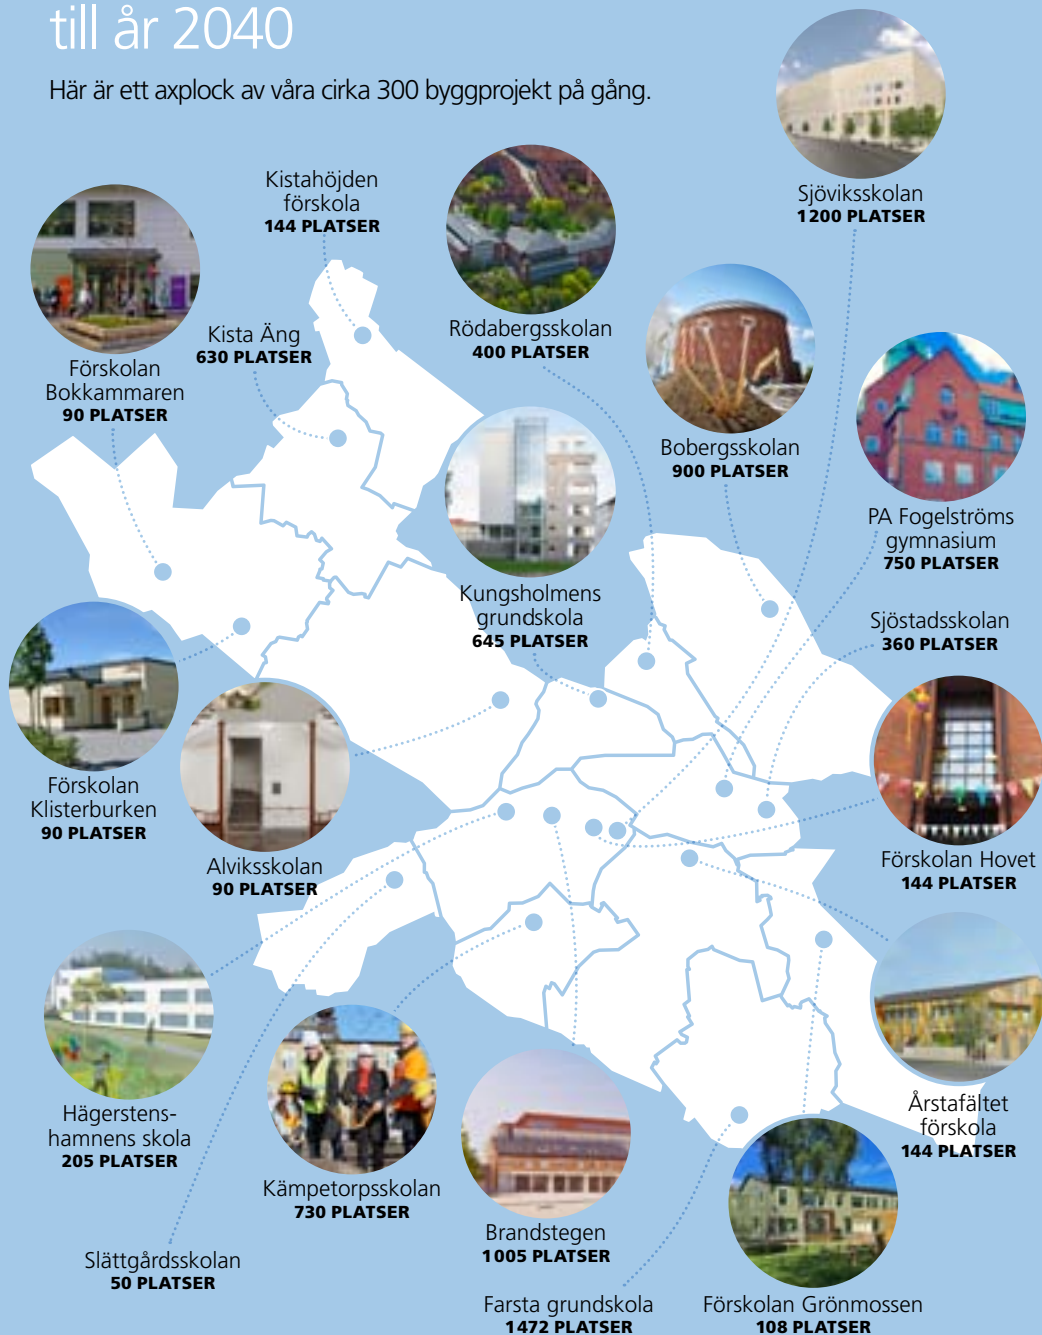 till år 2040
Här är ett axplock av våra cirka 300 byggprojekt på gång.
Sjöviksskolan
1200 PLATSER
Kistahöjden
förskola
144 PLATSER
Rödabergsskolan
400 PLATSER
Kista Äng
630 PLATSER
Förskolan
Bokkammaren
90 PLATSER
Bobergsskolan
900 PLATSER
PA Fogelströms
gymnasium
750 PLATSER
Kungsholmens
grundskola
645 PLATSER
Sjöstadsskolan
360 PLATSER
Förskolan
Klisterburken
90 PLATSER
Alviksskolan
90 PLATSER
Förskolan Hovet
144 PLATSER
Hägerstens-
hamnens skola
205 PLATSER
Årstafältet
förskola
144 PLATSER
Kämpetorpsskolan
730 PLATSER
Brandstegen
1005 PLATSER
Slättgårdsskolan
50 PLATSER
Farsta grundskola
1472 PLATSER
Förskolan Grönmossen
108 PLATSER